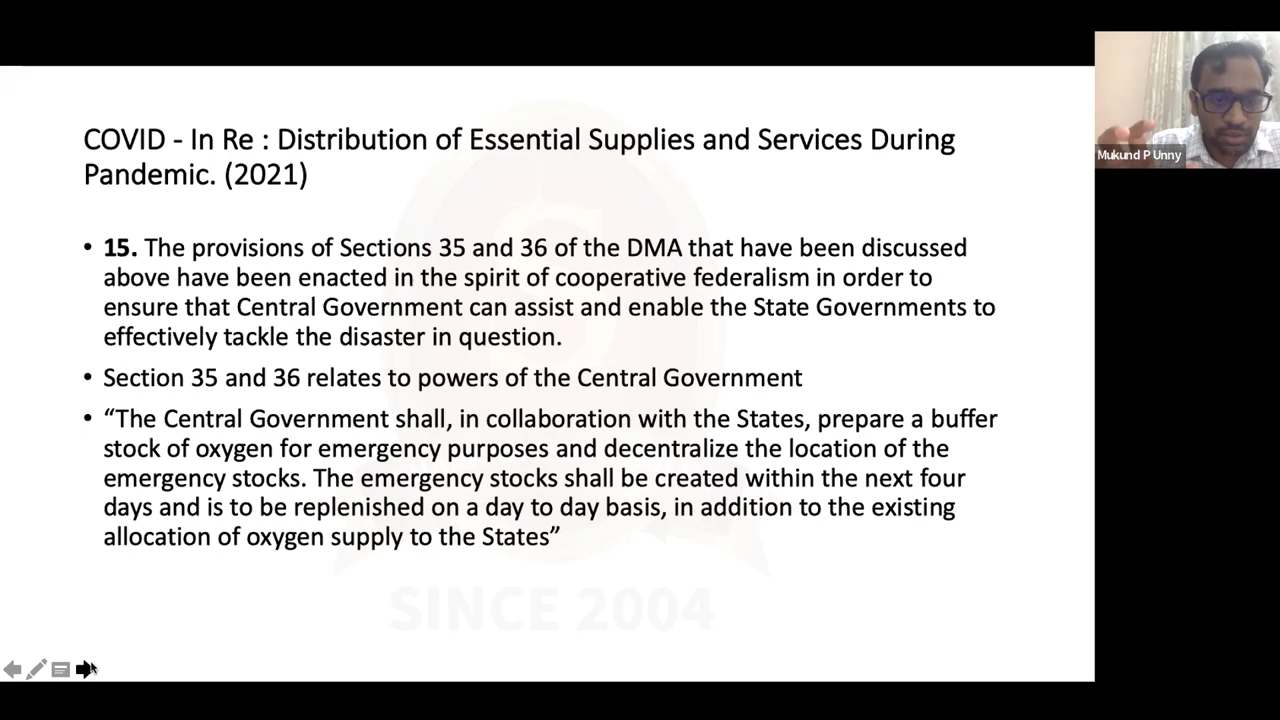 COVID - In Re : Distribution of Essential Supplies and Services During
Pandemic. (2021)
• 15. The provisions of Sections 35 and 36 of the DMA that have been discussed
above have been enacted in the spirit of cooperative federalism in order to
ensure that Central Government can assist and enable the State Governments to
effectively tackle the disaster in question.
• Section 35 and 36 relates to powers of the Central Government
• “The Central Government shall, in collaboration with the States, prepare a buffer
stock of oxygen for emergency purposes and decentralize the location of the
emergency stocks. The emergency stocks shall be created within the next four
days and is to be replenished on a day to day basis, in addition to the existing
allocation of oxygen supply to the States”
SINCE 2004
Mukund P Unny